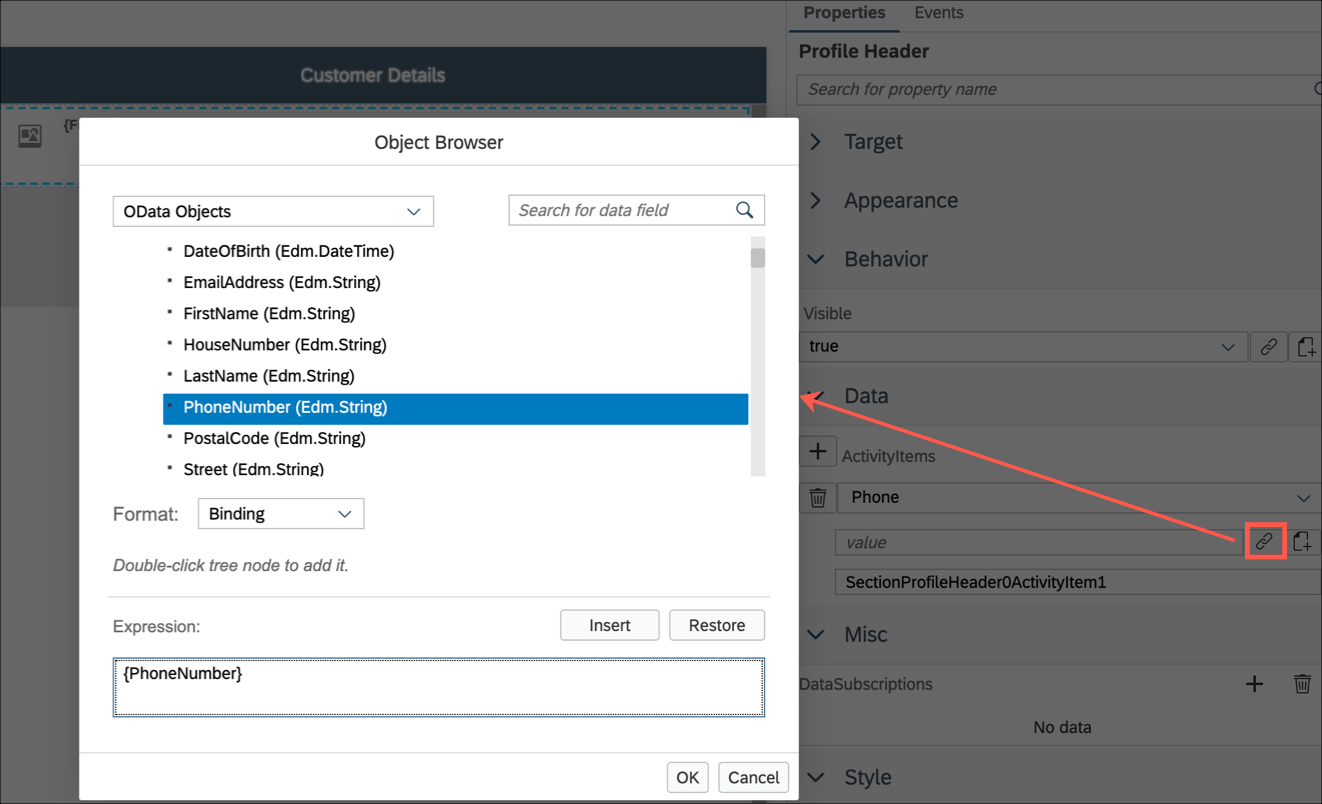 Properties Events
Profile Header
Search for property name
Customer Details
{F
Object Browser
OData Objects
Search for data field
DateOfBirth (Edm.DateTime)
EmailAddress (Edm.String)
FirstName (Edm.String)
HouseNumber (Edm.String)
LastName (Edm.String)
PhoneNumber (Edm.String)
PostalCode (Edm.String)
Street (Edm.String)
Format: Binding
Double-click tree node to add it.
Expression:
Insert Restore
{PhoneNumber}
OK Cancel
Target
Appearance
Behavior
Visible
true
Data
ActivityItems
Phone
value
SectionProfileHeader0ActivityItem1
Misc
DataSubscriptions
No data
Style